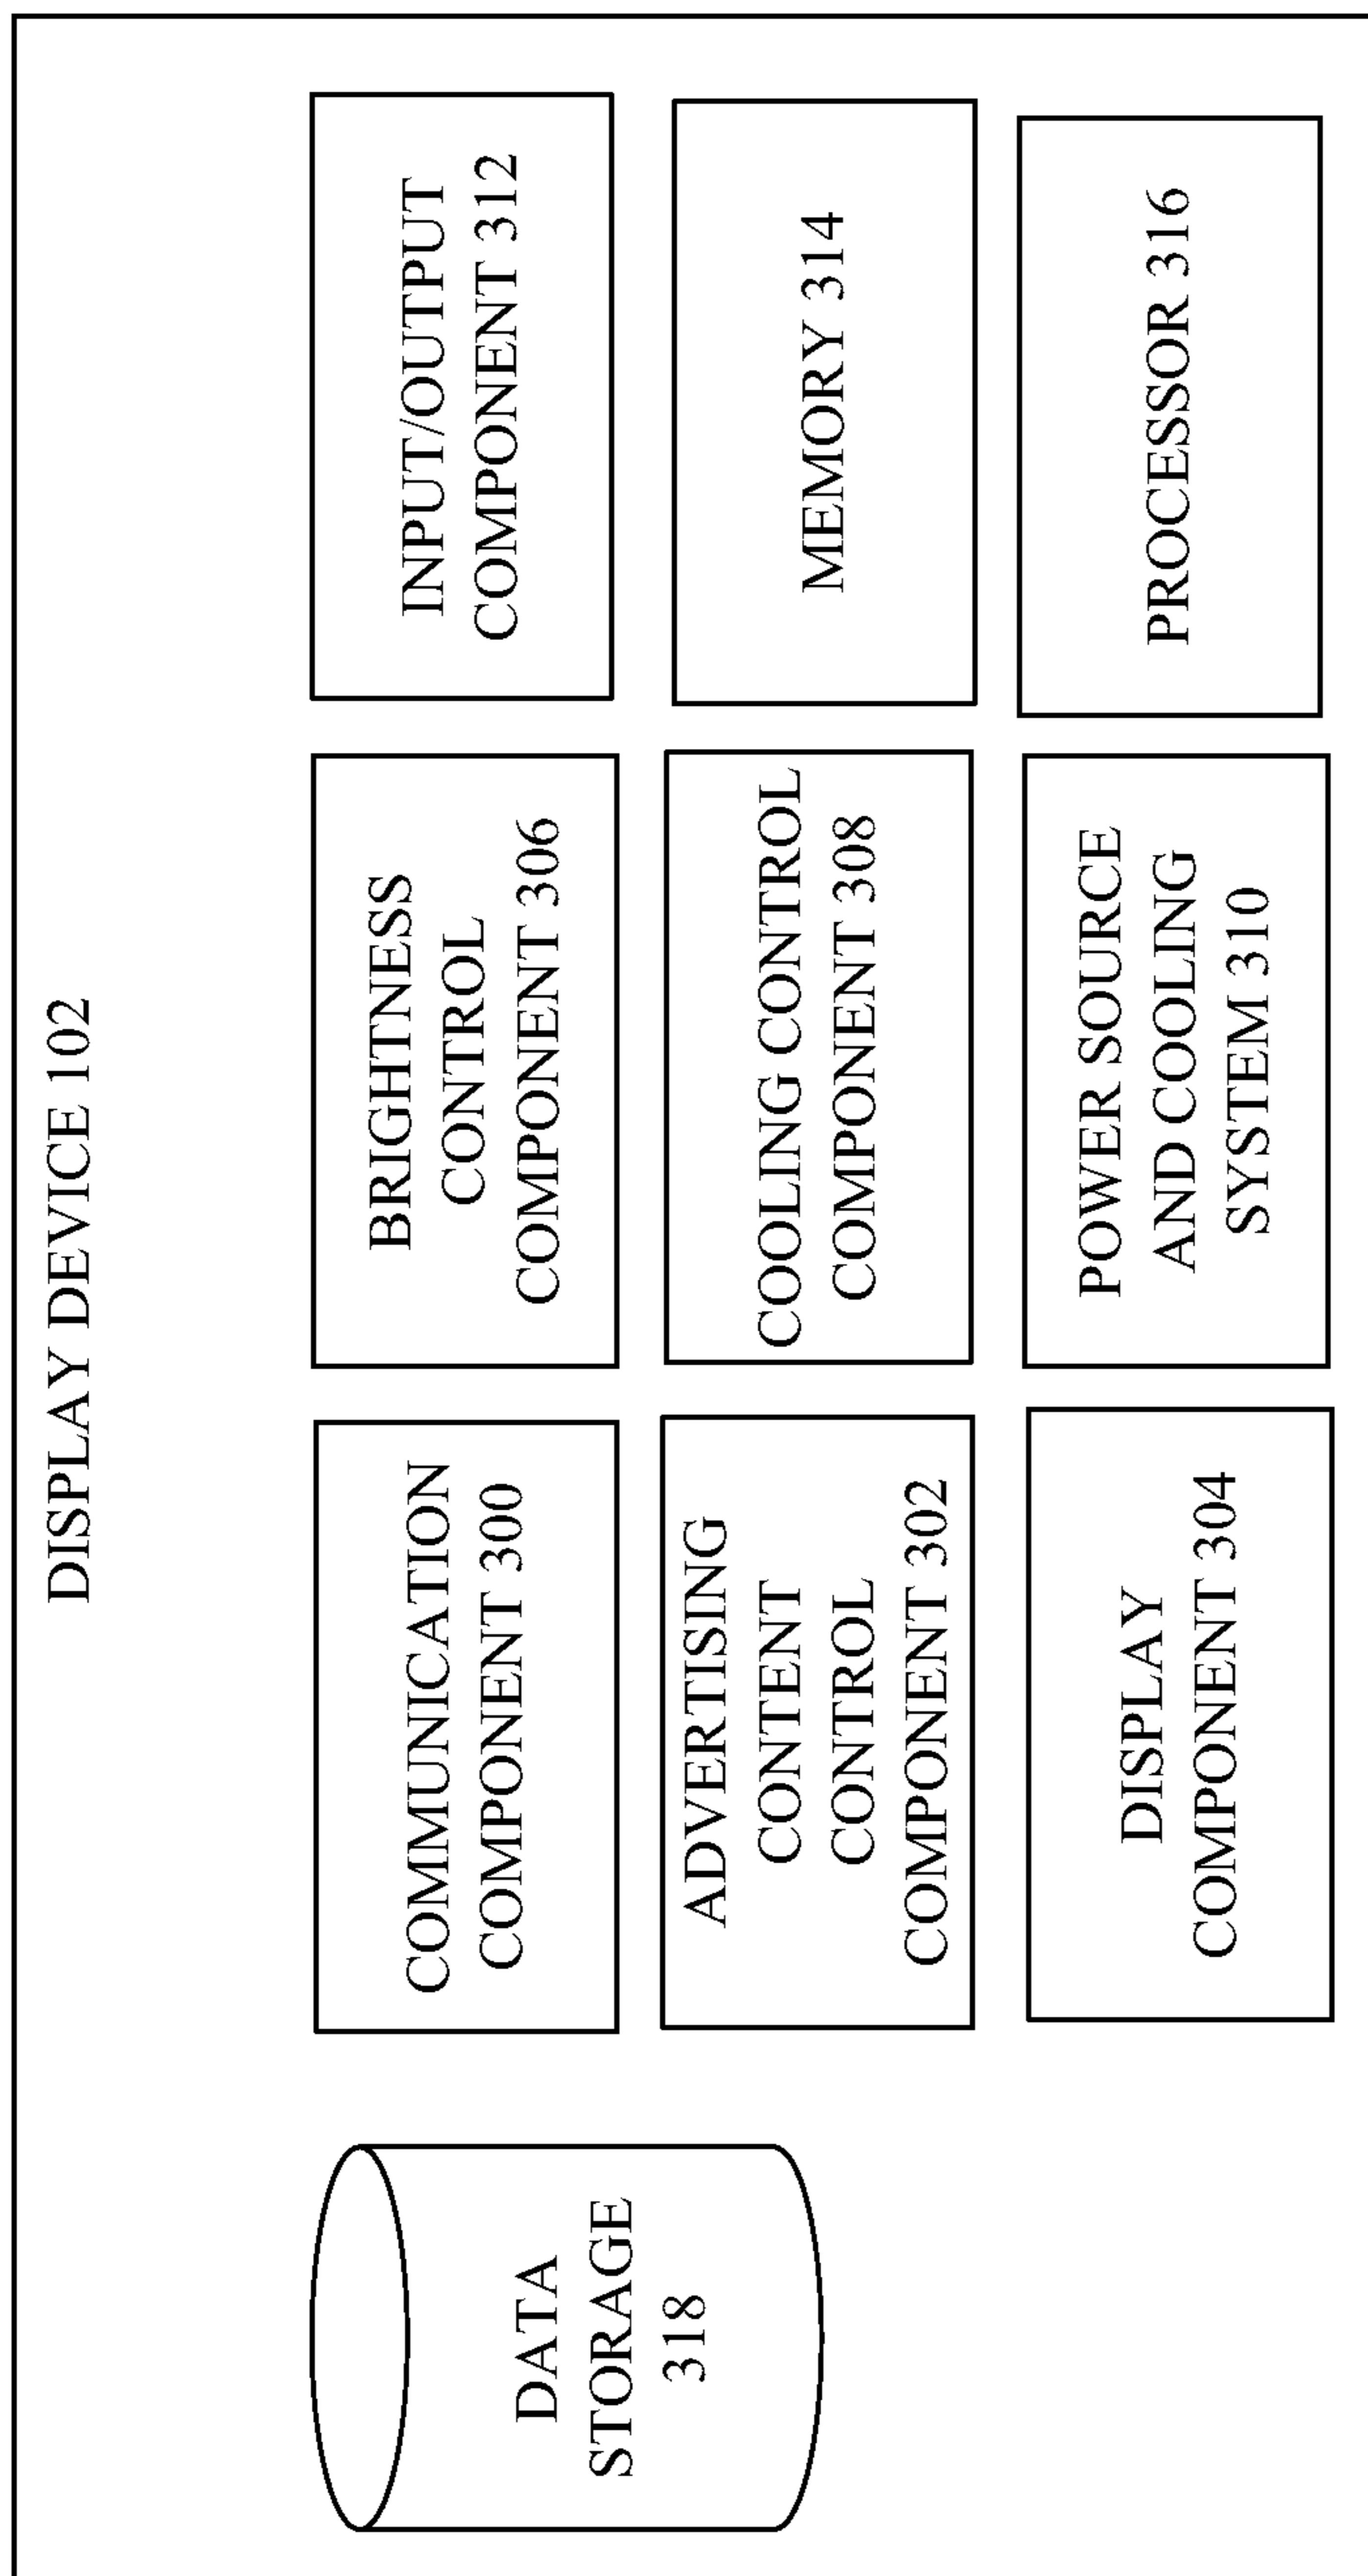 DISPLAY DEVICE 102
DATA
STORAGE
318
COMMUNICATION
COMPONENT 300
ADVERTISING
CONTENT
CONTROL
COMPONENT 302
DISPLAY
COMPONENT 304
BRIGHTNESS
CONTROL
COMPONENT 306
COOLING CONTROL
COMPONENT 308
POWER SOURCE
AND COOLING
SYSTEM 310
INPUT/OUTPUT
COMPONENT 312
MEMORY 314
PROCESSOR 316